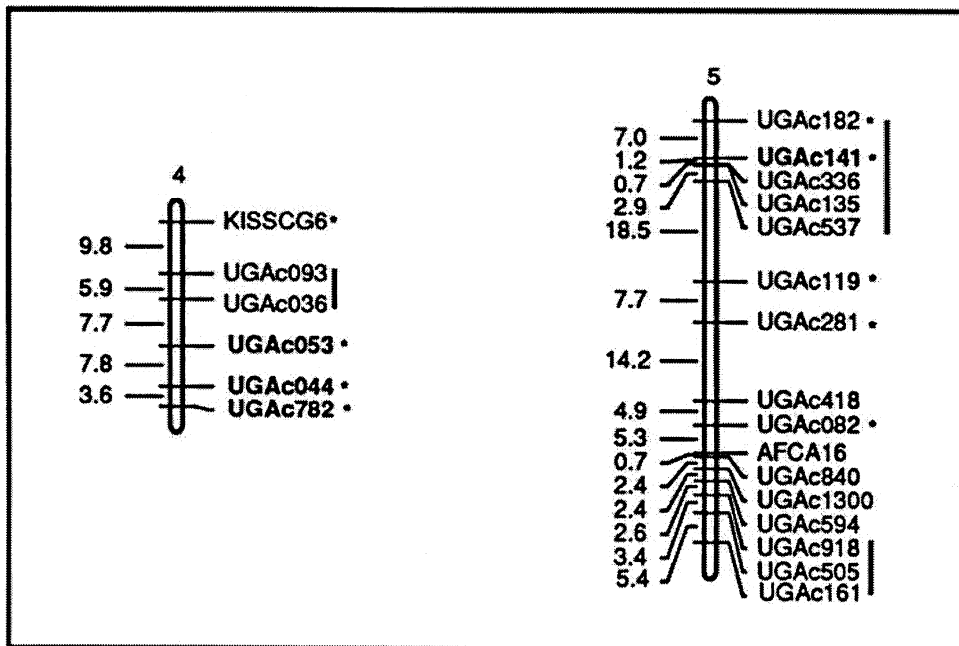 4
KISSCG6*
9.8
UGAc093
5.9
UGAc036
7.7
UGAc053 *
7.8
UGAc044 *
3.6
UGAc782 *
5
UGAc182 *
7.0
UGAc141 *
1.2
UGAc336
0.7
UGAc135
2.9
UGAc537
18.5
UGAc119 *
7.7
UGAc281 *
14.2
UGAc418
4.9
UGAc082 *
5.3
AFCA16
0.7
UGAc840
2.4
UGAc1300
2.4
UGAc594
2.6
UGAc918
3.4
UGAc505
5.4
UGAc161